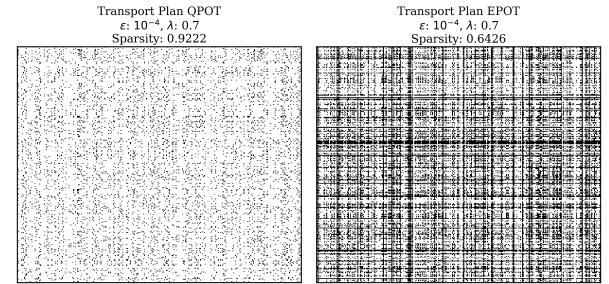 Transport Plan QPOT
ε: 10⁻⁴, λ: 0.7
Sparsity: 0.9222
Transport Plan EPOT
ε: 10⁻⁴, λ: 0.7
Sparsity: 0.6426